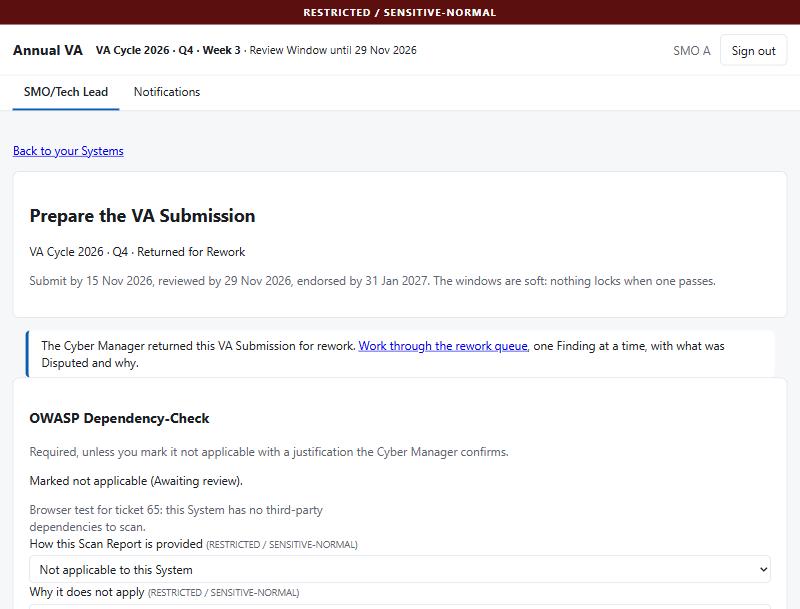 RESTRICTED / SENSITIVE-NORMAL
Annual VA VA Cycle 2026 · Q4 · Week 3 · Review Window until 29 Nov 2026 SMO A Sign out
SMO/Tech Lead Notifications
Back to your Systems
Prepare the VA Submission
VA Cycle 2026 · Q4 · Returned for Rework
Submit by 15 Nov 2026, reviewed by 29 Nov 2026, endorsed by 31 Jan 2027. The windows are soft: nothing locks when one passes.
The Cyber Manager returned this VA Submission for rework. Work through the rework queue, one Finding at a time, with what was
Disputed and why.
OWASP Dependency-Check
Required, unless you mark it not applicable with a justification the Cyber Manager confirms.
Marked not applicable (Awaiting review).
Browser test for ticket 65: this System has no third-party
dependencies to scan.
How this Scan Report is provided (RESTRICTED / SENSITIVE-NORMAL)
Not applicable to this System
Why it does not apply (RESTRICTED / SENSITIVE-NORMAL)